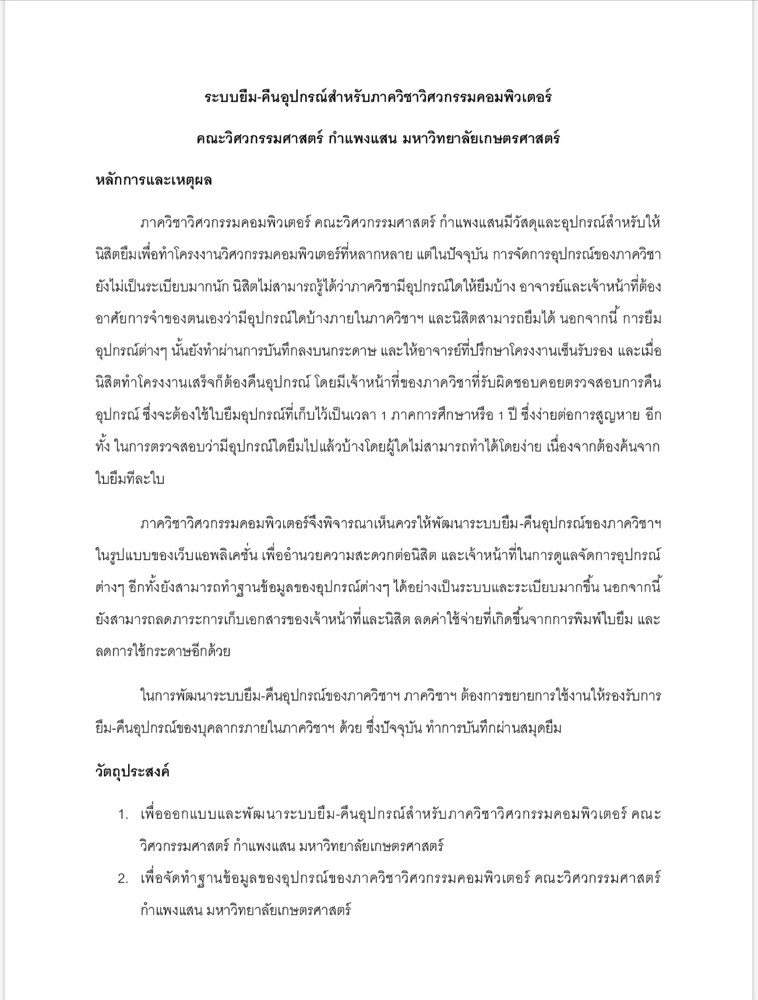 ระบบยืม-คืนอุปกรณ์สำหรับภาควิชาวิศวกรรมคอมพิวเตอร์
คณะวิศวกรรมศาสตร์ กำแพงแสน มหาวิทยาลัยเกษตรศาสตร์
หลักการและเหตุผล
ภาควิชาวิศวกรรมคอมพิวเตอร์ คณะวิศวกรรมศาสตร์ กำแพงแสนมีวัสดุและอุปกรณ์สำหรับให้
นิสิตยืมเพื่อทำโครงงานวิศวกรรมคอมพิวเตอร์ที่หลากหลาย แต่ในปัจจุบัน การจัดการอุปกรณ์ของภาควิชา
ยังไม่เป็นระเบียบมากนัก นิสิตไม่สามารถรู้ได้ว่าภาควิชามีอุปกรณ์ใดให้ยืมบ้าง อาจารย์และเจ้าหน้าที่ต้อง
อาศัยการจำของตนเองว่ามีอุปกรณ์ใดบ้างภายในภาควิชาฯ และนิสิตสามารถยืมได้ นอกจากนี้ การยืม
อุปกรณ์ต่างๆ นั้นยังทำผ่านการบันทึกลงบนกระดาษ และให้อาจารย์ที่ปรึกษาโครงงานเซ็นรับรอง และเมื่อ
นิสิตทำโครงงานเสร็จก็ต้องคืนอุปกรณ์ โดยมีเจ้าหน้าที่ของภาควิชาที่รับผิดชอบคอยตรวจสอบการคืน
อุปกรณ์ ซึ่งจะต้องใช้ใบยืมอุปกรณ์ที่เก็บไว้เป็นเวลา 1 ภาคการศึกษาหรือ 1 ปี ซึ่งง่ายต่อการสูญหาย อีก
ทั้ง ในการตรวจสอบว่ามีอุปกรณ์ใดยืมไปแล้วบ้างโดยผู้ใดไม่สามารถทำได้โดยง่าย เนื่องจากต้องค้นจาก
ใบยืมทีละใบ
ภาควิชาวิศวกรรมคอมพิวเตอร์จึงพิจารณาเห็นควรให้พัฒนาระบบยืม-คืนอุปกรณ์ของภาควิชาฯ
ในรูปแบบของเว็บแอพลิเคชั่น เพื่ออำนวยความสะดวกต่อนิสิต และเจ้าหน้าที่ในการดูแลจัดการอุปกรณ์
ต่างๆ อีกทั้งยังสามารถทำฐานข้อมูลของอุปกรณ์ต่างๆ ได้อย่างเป็นระบบและระเบียบมากขึ้น นอกจากนี้
ยังสามารถลดภาระการเก็บเอกสารของเจ้าหน้าที่และนิสิต ลดค่าใช้จ่ายที่เกิดขึ้นจากการพิมพ์ใบยืม และ
ลดการใช้กระดาษอีกด้วย
ในการพัฒนาระบบยืม-คืนอุปกรณ์ของภาควิชาฯ ภาควิชาฯ ต้องการขยายการใช้งานให้รองรับการ
ยืม-คืนอุปกรณ์ของบุคลากรภายในภาควิชาฯ ด้วย ซึ่งปัจจุบัน ทำการบันทึกผ่านสมุดยืม
วัตถุประสงค์
1. เพื่อออกแบบและพัฒนาระบบยืม-คืนอุปกรณ์สำหรับภาควิชาวิศวกรรมคอมพิวเตอร์ คณะ
วิศวกรรมศาสตร์ กำแพงแสน มหาวิทยาลัยเกษตรศาสตร์
2. เพื่อจัดทำฐานข้อมูลของอุปกรณ์ของภาควิชาวิศวกรรมคอมพิวเตอร์ คณะวิศวกรรมศาสตร์
กำแพงแสน มหาวิทยาลัยเกษตรศาสตร์